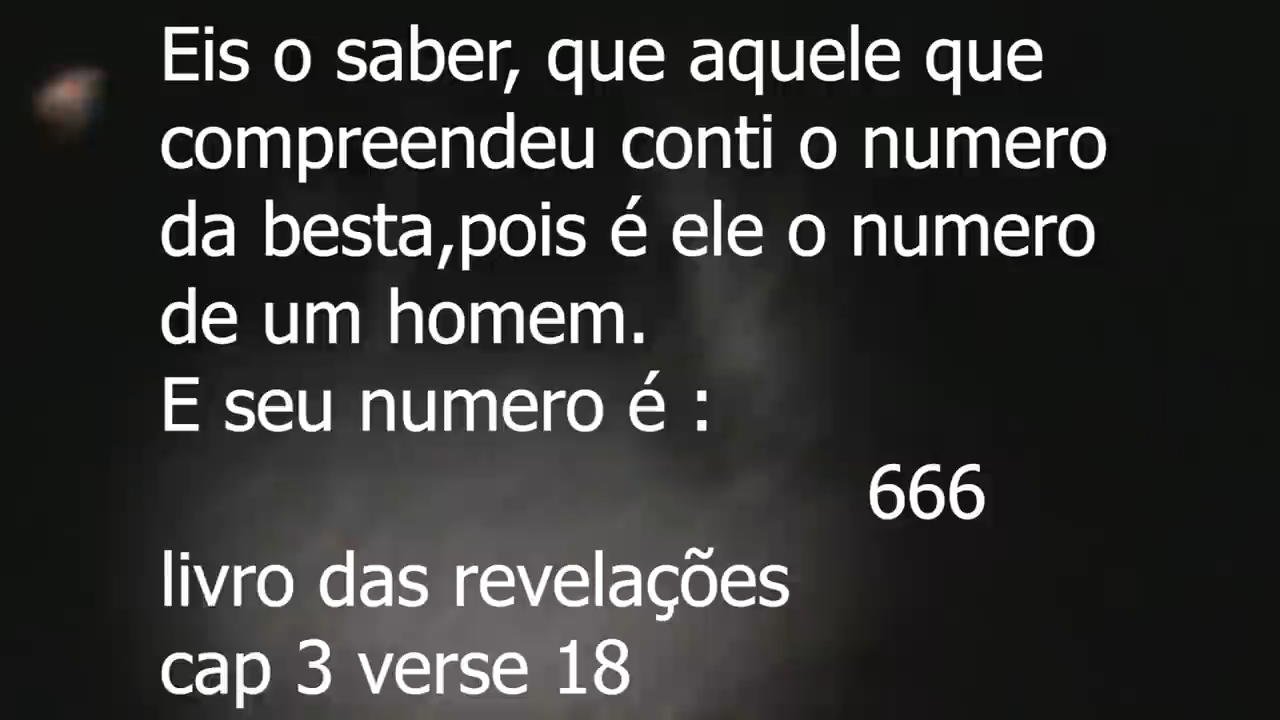 Eis o saber, que aquele que
compreendeu conti o numero
da besta,pois é ele o numero
de um homem.
E seu numero é :
666
livro das revelações
cap 3 verse 18